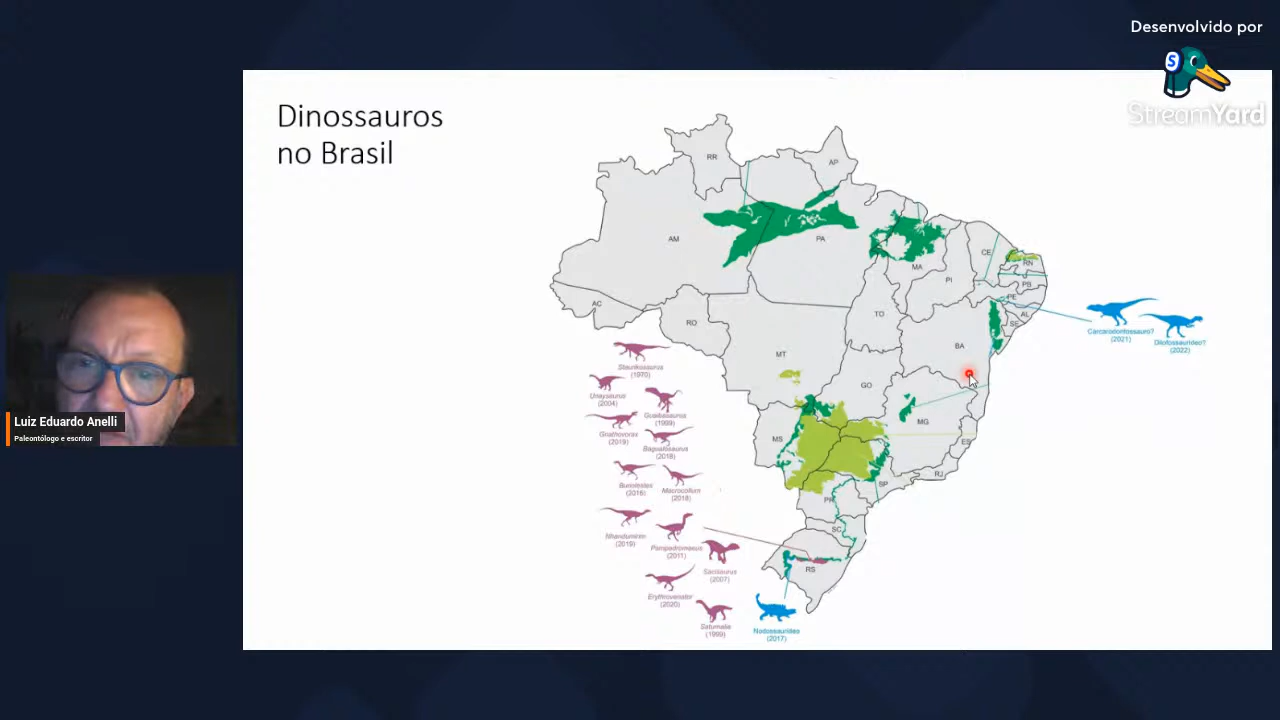 Desenvolvido por
StreamYard
Dinossauros
no Brasil
RR
AP
AM
PA
MA
CE
RN
PB
PI
PE
AL
SE
AC
RO
TO
BA
MT
GO
MG
ES
MS
SP
RJ
PR
SC
RS
Carcarodontossauro?
(2021)
Dilofossaurídeo?
(2022)
Staurikosaurus
(1970)
Unaysaurus
(2004)
Guaibasaurus
(1999)
Gnathovorax
(2019)
Bagualosaurus
(2018)
Buriolestes
(2016)
Macrocollum
(2018)
Nhandumirim
(2019)
Pampadromaeus
(2011)
Sacisaurus
(2007)
Erythrovenator
(2020)
Saturnalia
(1999)
Nodossaurídeo
(2017)
Luiz Eduardo Anelli
Paleontólogo e escritor